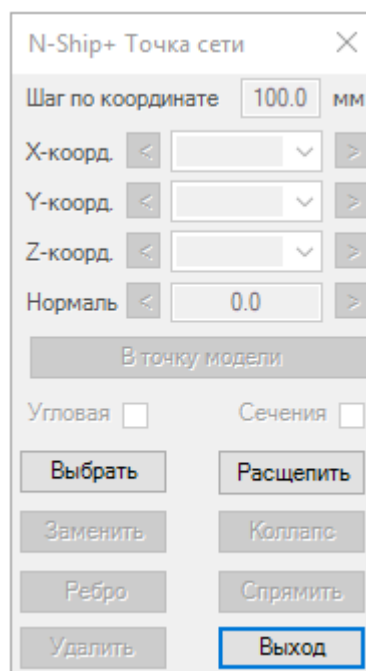 N-Ship+ Точка сети
Шаг по координате 100.0 мм
X-коорд. < >
Y-коорд. < >
Z-коорд. < >
Нормаль < 0.0 >
В точку модели
Угловая Сечения
Выбрать Расщепить
Заменить Коллапс
Ребро Спрямить
Удалить Выход